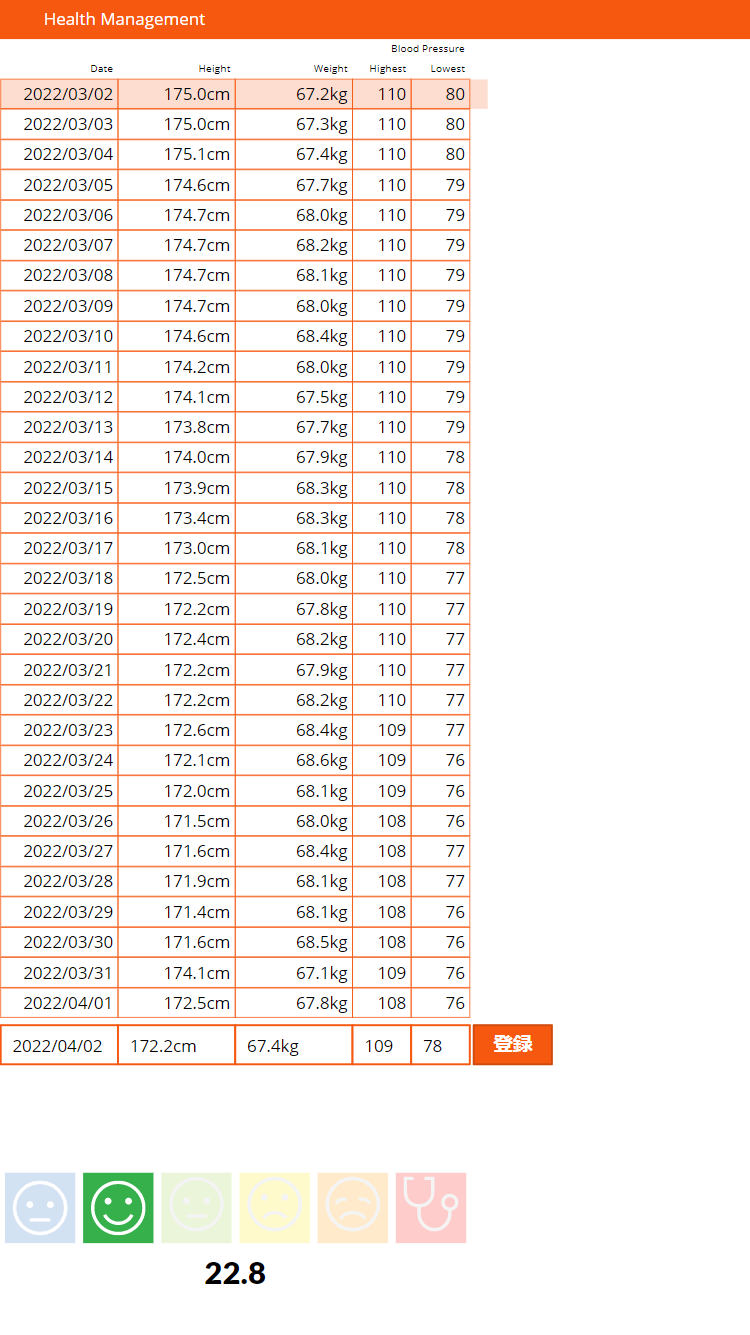 Health Management
Blood Pressure
Date Height Weight Highest Lowest
2022/03/02 175.0cm 67.2kg 110 80
2022/03/03 175.0cm 67.3kg 110 80
2022/03/04 175.1cm 67.4kg 110 80
2022/03/05 174.6cm 67.7kg 110 79
2022/03/06 174.7cm 68.0kg 110 79
2022/03/07 174.7cm 68.2kg 110 79
2022/03/08 174.7cm 68.1kg 110 79
2022/03/09 174.7cm 68.0kg 110 79
2022/03/10 174.6cm 68.4kg 110 79
2022/03/11 174.2cm 68.0kg 110 79
2022/03/12 174.1cm 67.5kg 110 79
2022/03/13 173.8cm 67.7kg 110 79
2022/03/14 174.0cm 67.9kg 110 78
2022/03/15 173.9cm 68.3kg 110 78
2022/03/16 173.4cm 68.3kg 110 78
2022/03/17 173.0cm 68.1kg 110 78
2022/03/18 172.5cm 68.0kg 110 77
2022/03/19 172.2cm 67.8kg 110 77
2022/03/20 172.4cm 68.2kg 110 77
2022/03/21 172.2cm 67.9kg 110 77
2022/03/22 172.2cm 68.2kg 110 77
2022/03/23 172.6cm 68.4kg 109 77
2022/03/24 172.1cm 68.6kg 109 76
2022/03/25 172.0cm 68.1kg 109 76
2022/03/26 171.5cm 68.0kg 108 76
2022/03/27 171.6cm 68.4kg 108 77
2022/03/28 171.9cm 68.1kg 108 77
2022/03/29 171.4cm 68.1kg 108 76
2022/03/30 171.6cm 68.5kg 108 76
2022/03/31 174.1cm 67.1kg 109 76
2022/04/01 172.5cm 67.8kg 108 76
2022/04/02 172.2cm 67.4kg 109 78 登録
22.8